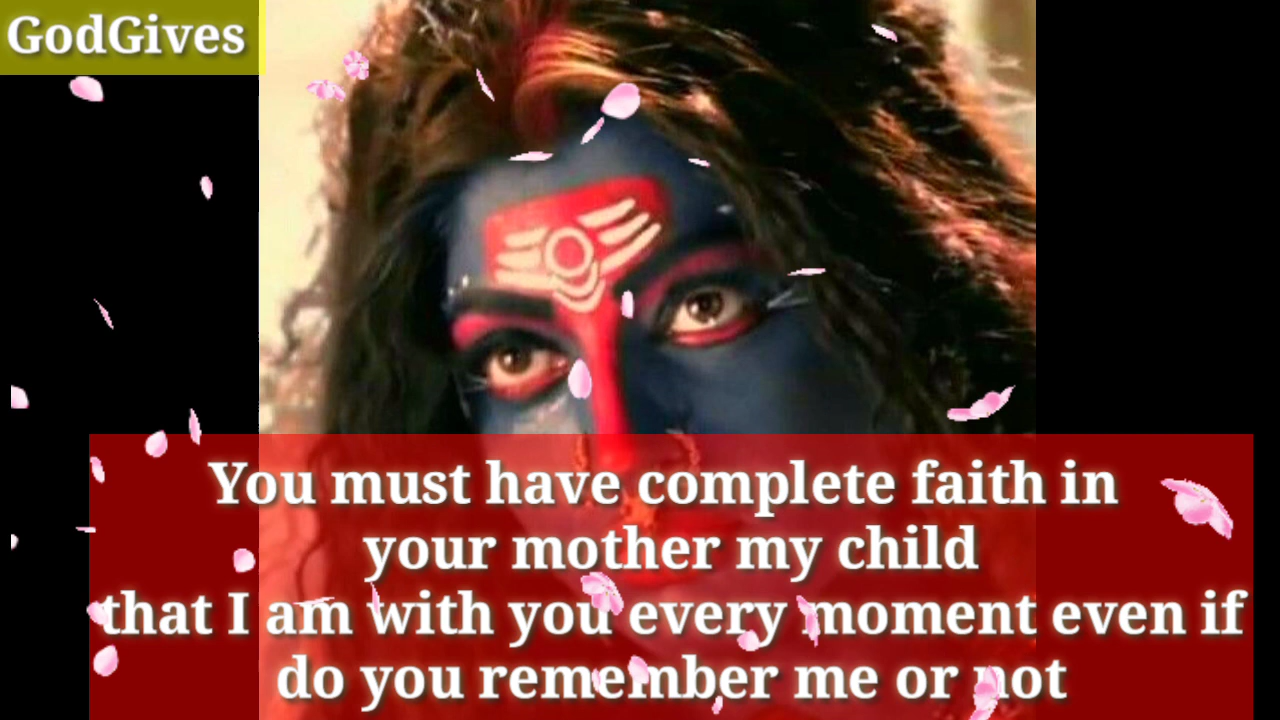 GodGives
You must have complete faith in
your mother my child
that I am with you every moment even if
do you remember me or not